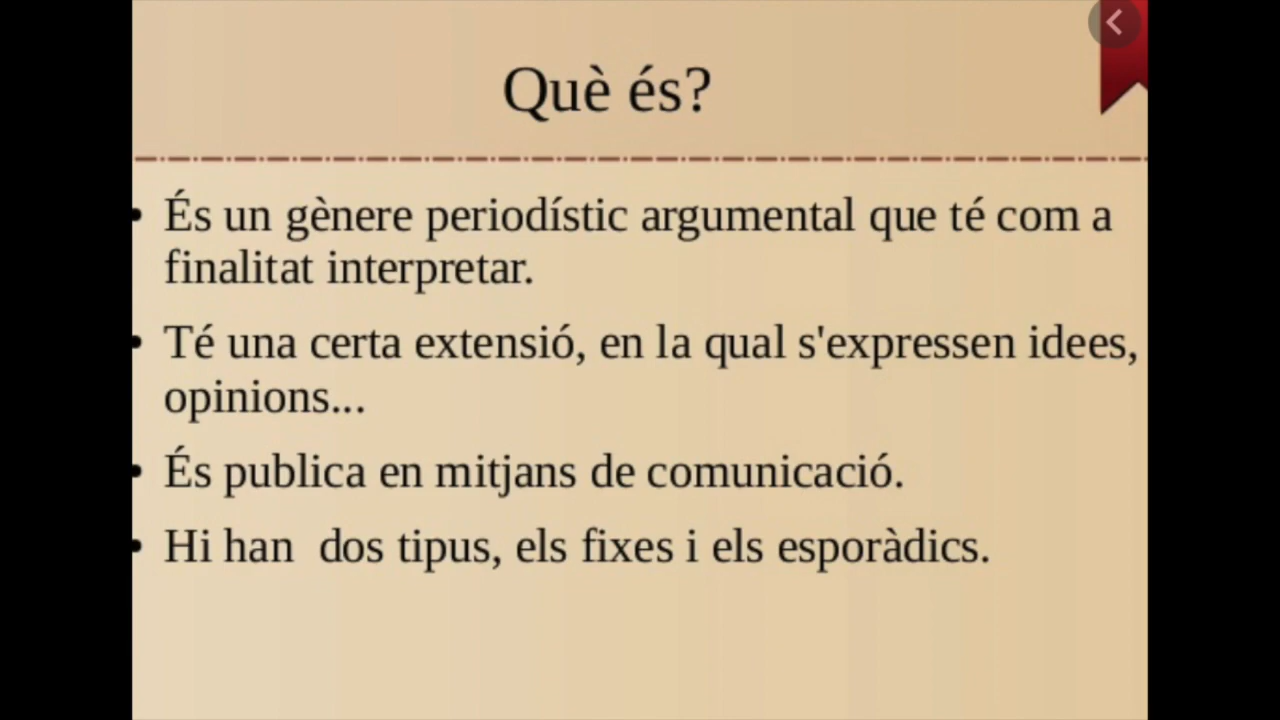 Què és?
• És un gènere periodístic argumental que té com a
finalitat interpretar.
• Té una certa extensió, en la qual s'expressen idees,
opinions...
• És publica en mitjans de comunicació.
• Hi han  dos tipus, els fixes i els esporàdics.